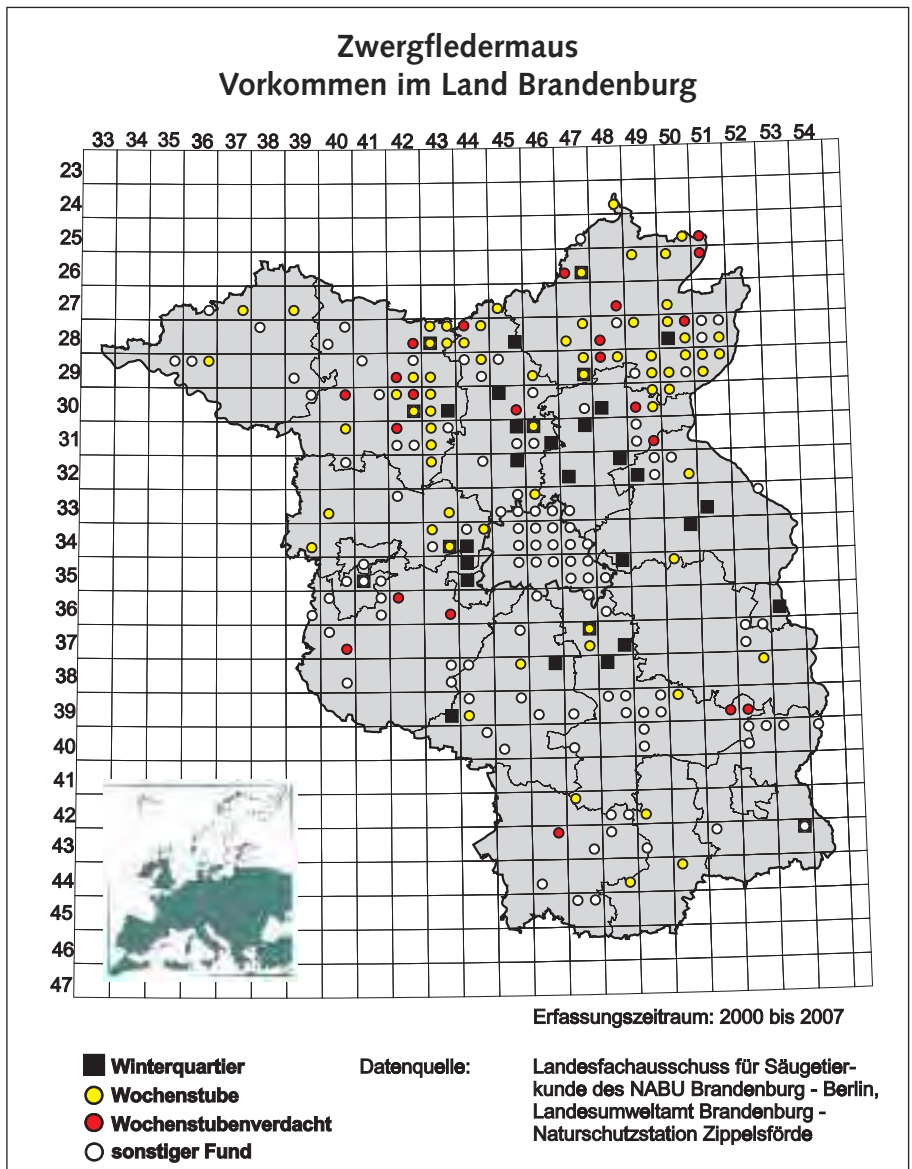 Zwergfledermaus
Vorkommen im Land Brandenburg
33 34 35 36 37 38 39 40 41 42 43 44 45 46 47 48 49 50 51 52 53 54
23
24
25
26
27
28
29
30
31
32
33
34
35
36
37
38
39
40
41
42
43
44
45
46
47
Erfassungszeitraum: 2000 bis 2007
Winterquartier
Wochenstube
Wochenstubenverdacht
sonstiger Fund
Datenquelle:
Landesfachausschuss für Säugetier-
kunde des NABU Brandenburg - Berlin,
Landesumweltamt Brandenburg -
Naturschutzstation Zippelsförde